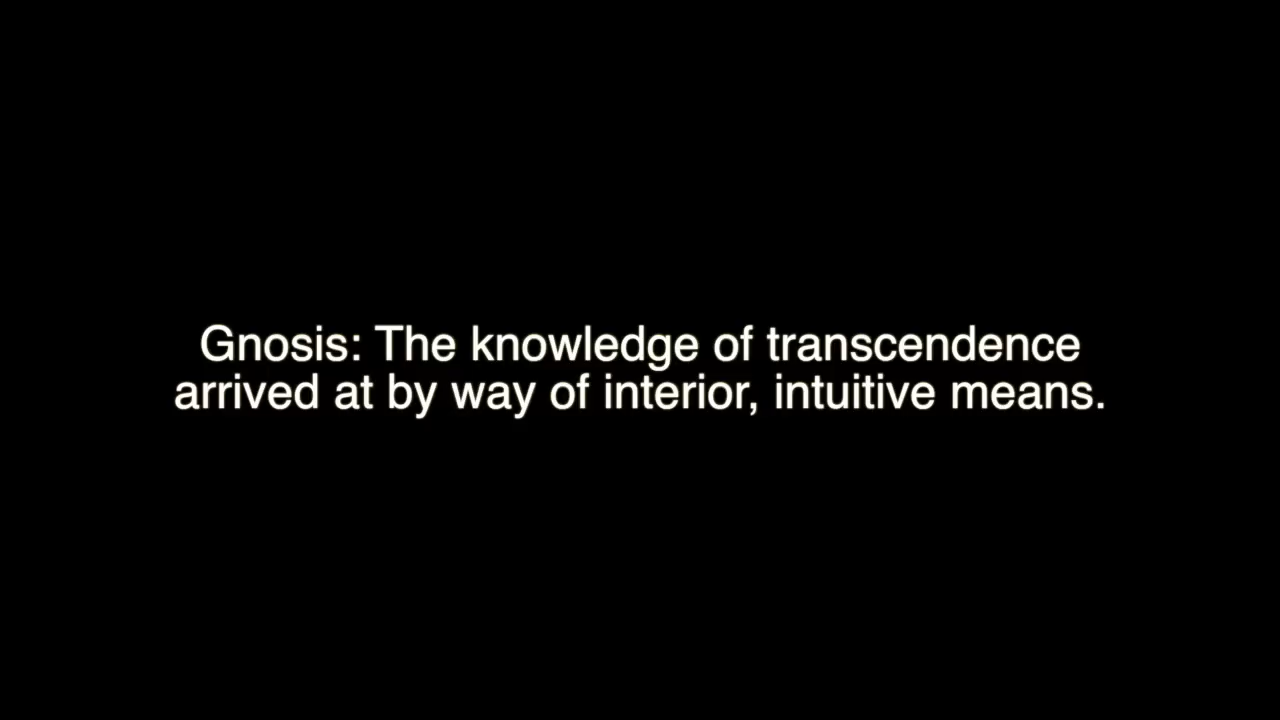 Gnosis: The knowledge of transcendence
arrived at by way of interior, intuitive means.